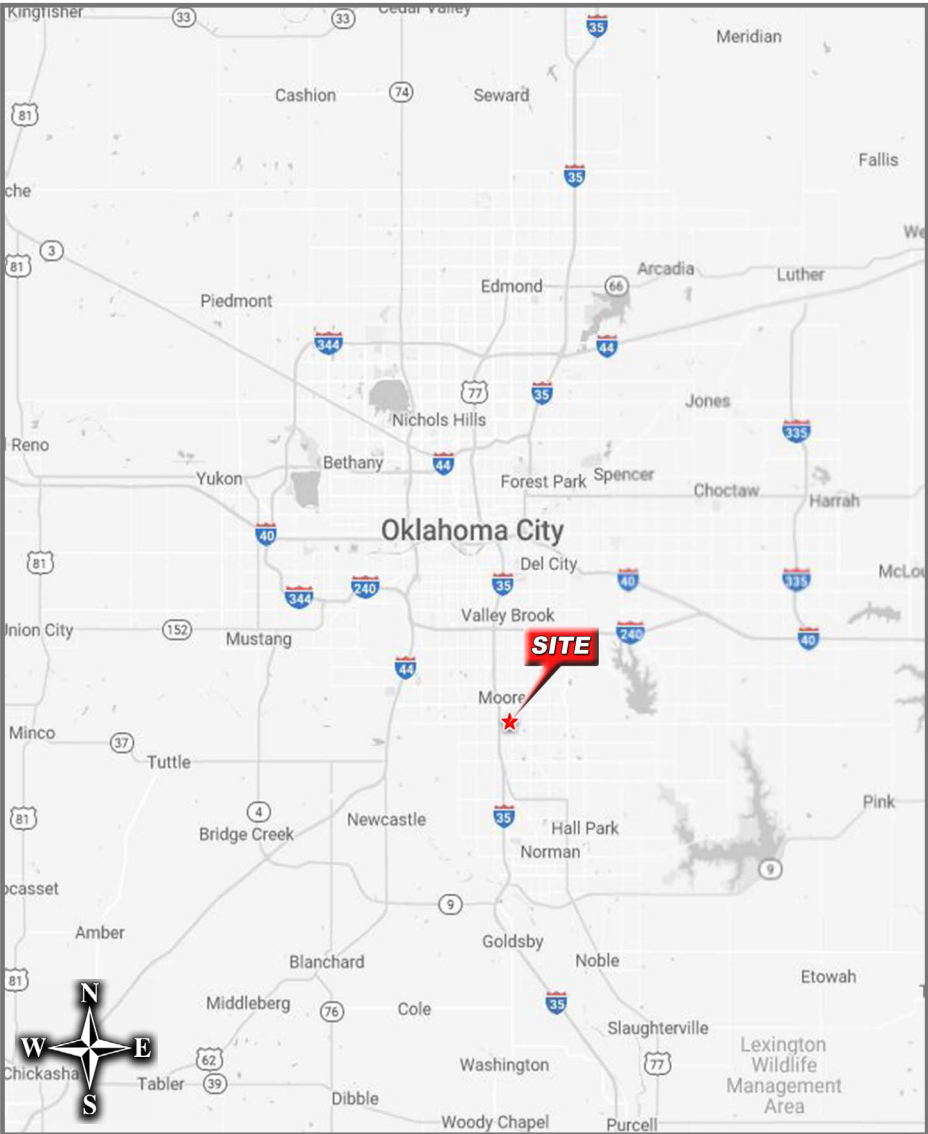 Kingfisher
33
33
Cedar Valley
35
Meridian
Cashion
74
Seward
81
Fallis
35
che
We
3
81
Arcadia
Luther
Edmond
66
Piedmont
344
44
77
35
Jones
Nichols Hills
335
Reno
Bethany
44
Yukon
Forest Park
Spencer
Choctaw
Harrah
Oklahoma City
40
81
Del City
McLou
240
35
40
335
344
Valley Brook
Union City
152
Mustang
240
40
SITE
44
Moore
Minco
37
Tuttle
Pink
4
81
35
Newcastle
Hall Park
Bridge Creek
Norman
9
ocasset
9
Amber
Goldsby
Blanchard
Noble
81
Etowah
N
Middleberg
76
Cole
35
Slaughterville
W
E
62
Washington
77
Lexington
Wildlife
Management
Area
Chickasha
Tabler
39
S
Dibble
Woody Chapel
Purcell